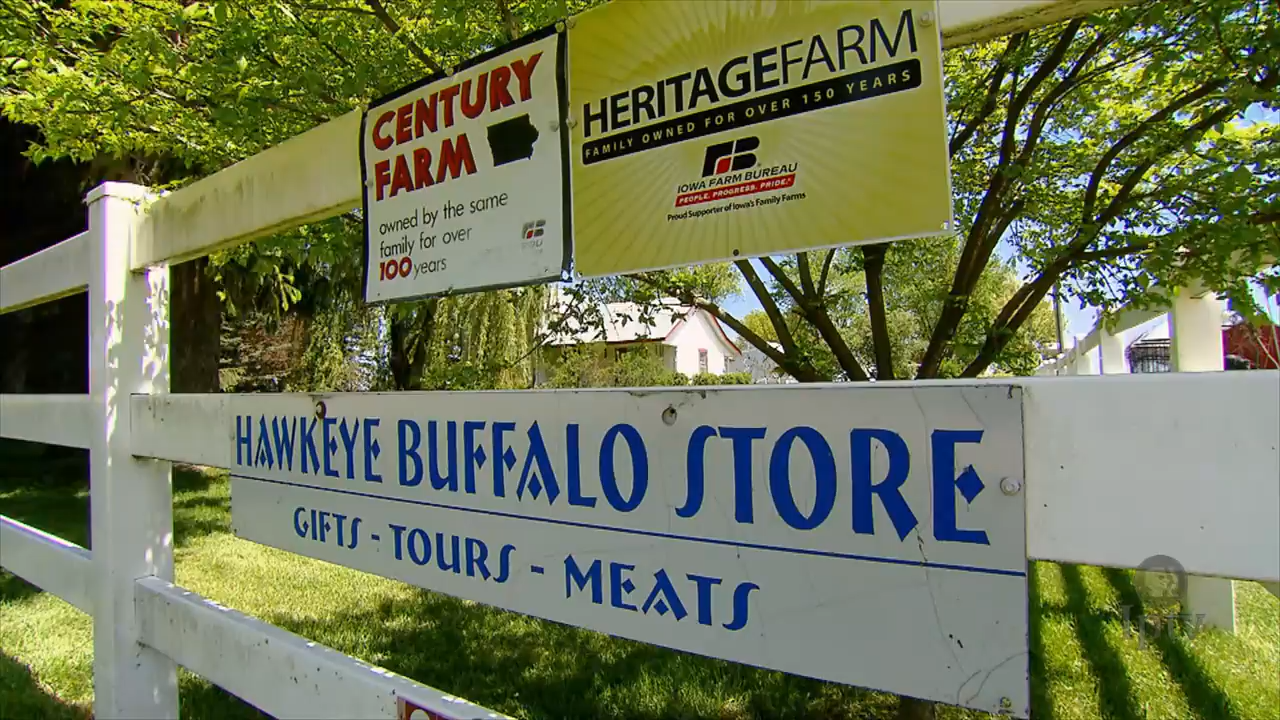 CENTURY
FARM
owned by the same
family for over
100 years
HERITAGEFARM
FAMILY OWNED FOR OVER 150 YEARS
FB
IOWA FARM BUREAU
PEOPLE. PROGRESS. PRIDE.®
Proud Supporter of Iowa's Family Farms
HAWKEYE BUFFALO STORE
GIFTS - TOURS - MEATS
iptv